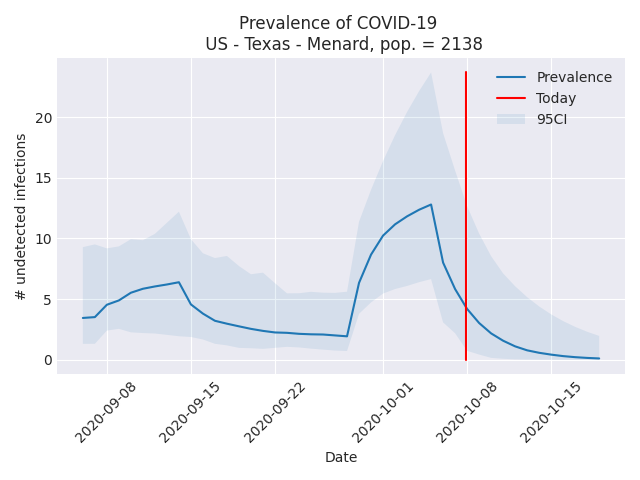 Prevalence of COVID-19
US - Texas - Menard, pop. = 2138
# undetected infections
20
15
10
5
0
Prevalence
Today
95CI
2020-09-08
2020-09-15
2020-09-22
2020-10-01
2020-10-08
2020-10-15
Date